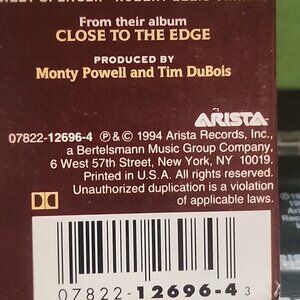 From their album
CLOSE TO THE EDGE
PRODUCED BY
Monty Powell and Tim DuBois
ARISTA
07822-12696-4 ℗ & © 1994 Arista Records, Inc.,
a Bertelsmann Music Group Company,
6 West 57th Street, New York, NY 10019.
Printed in U.S.A. All rights reserved.
Unauthorized duplication is a violation
of applicable laws.
07822-12696-4 3